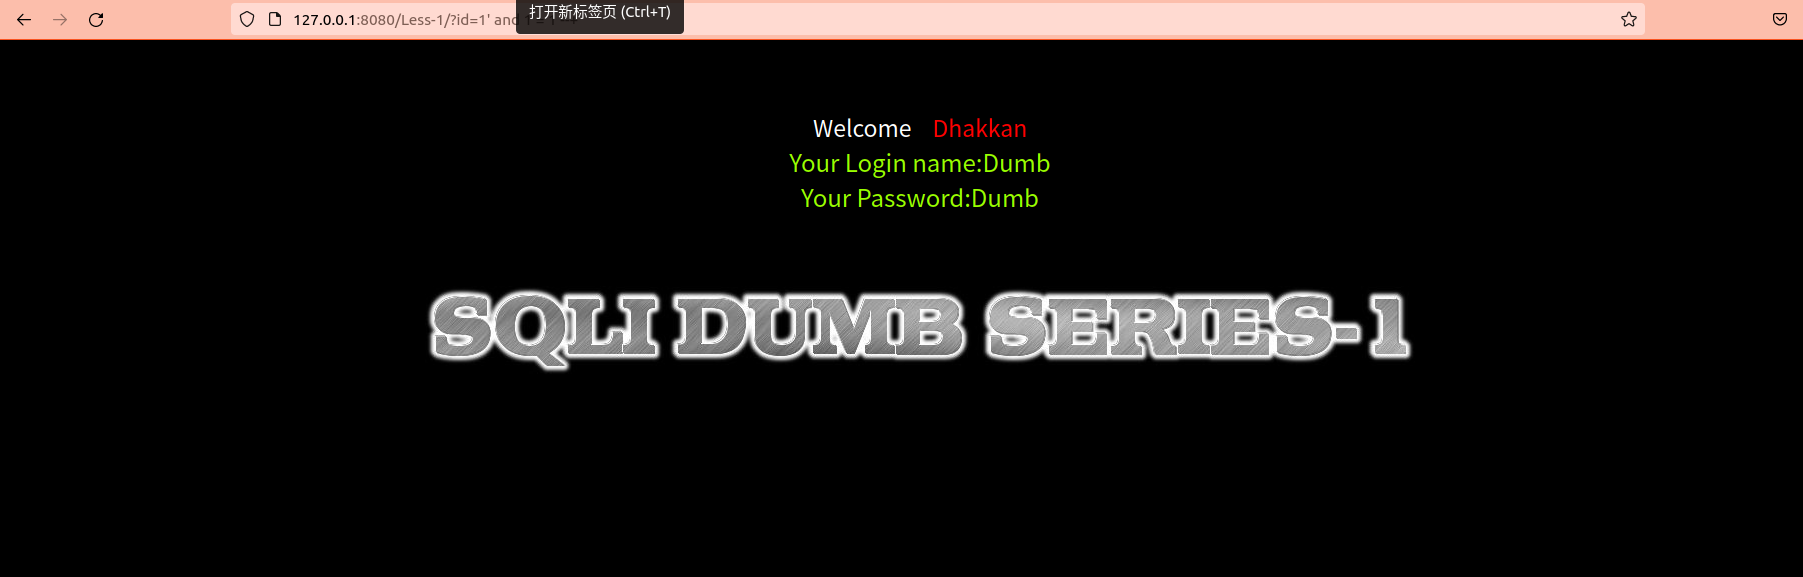 127.0.0.1:8080/Less-1/?id=1' and
打开新标签页 (Ctrl+T)
Welcome Dhakkan
Your Login name:Dumb
Your Password:Dumb
SQLI DUMB SERIES-1